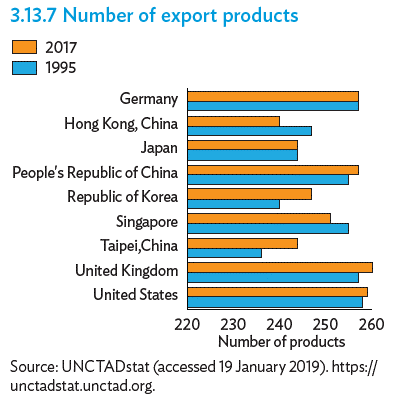 3.13.7 Number of export products
2017
1995
Germany
Hong Kong, China
Japan
People's Republic of China
Republic of Korea
Singapore
Taipei,China
United Kingdom
United States
220 230 240 250 260
Number of products
Source: UNCTADstat (accessed 19 January 2019). https://
unctadstat.unctad.org.